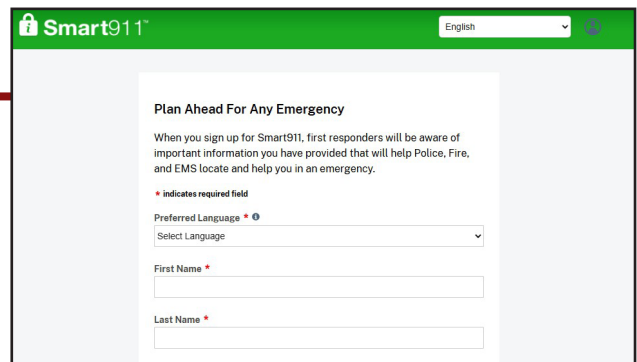 Smart911™
English
Plan Ahead For Any Emergency
When you sign up for Smart911, first responders will be aware of
important information you have provided that will help Police, Fire,
and EMS locate and help you in an emergency.
* indicates required field
Preferred Language *
Select Language
First Name *
Last Name *